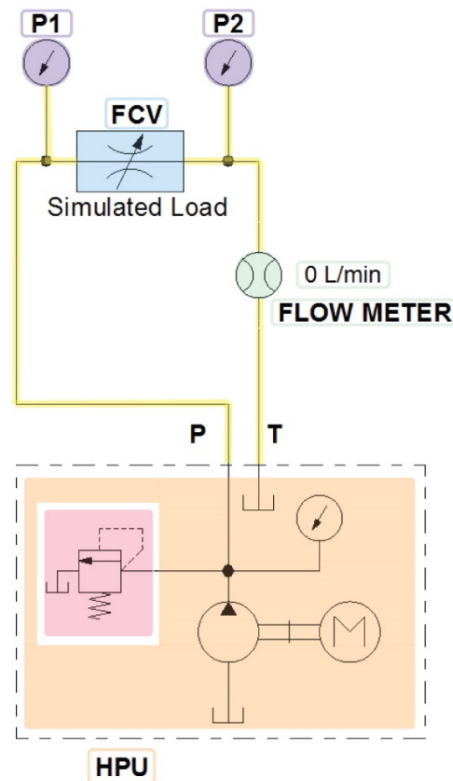 P1
P2
FCV
Simulated Load
0 L/min
FLOW METER
P
T
M
HPU